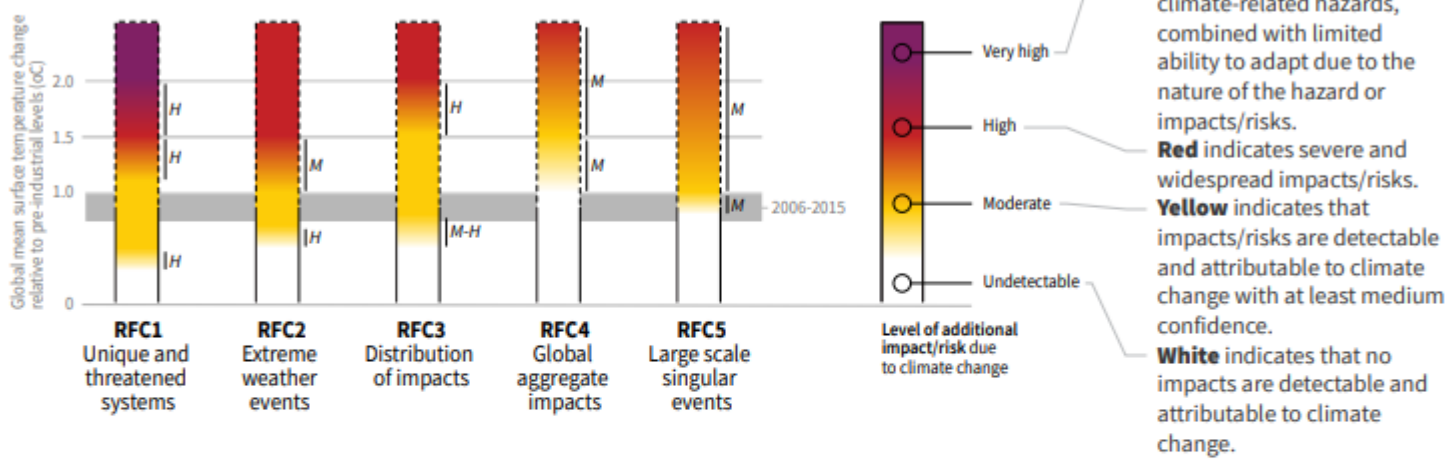 Global mean surface temperature change
relative to pre-industrial levels (oC)
2.0
1.5
1.0
0
H
H
H
M
H
H
M-H
M
M
M
M
2006-2015
RFC1
Unique and
threatened
systems
RFC2
Extreme
weather
events
RFC3
Distribution
of impacts
RFC4
Global
aggregate
impacts
RFC5
Large scale
singular
events
Very high
High
Moderate
Undetectable
Level of additional
impact/risk due
to climate change
climate-related hazards,
combined with limited
ability to adapt due to the
nature of the hazard or
impacts/risks.
Red indicates severe and
widespread impacts/risks.
Yellow indicates that
impacts/risks are detectable
and attributable to climate
change with at least medium
confidence.
White indicates that no
impacts are detectable and
attributable to climate
change.